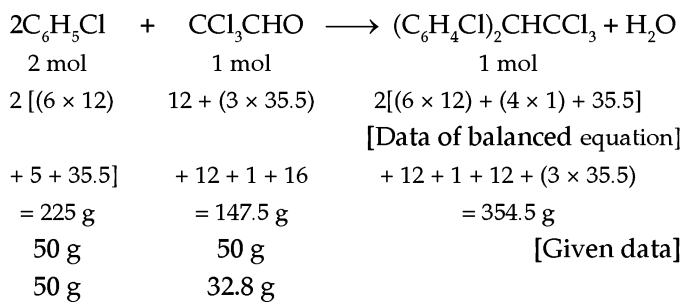 2C₆H₅Cl + CCl₃CHO ⟶ (C₆H₄Cl)₂CHCCl₃ + H₂O
2 mol 1 mol 1 mol
2 [(6 × 12) 12 + (3 × 35.5) 2[(6 × 12) + (4 × 1) + 35.5]
[Data of balanced equation]
+ 5 + 35.5] + 12 + 1 + 16 + 12 + 1 + 12 + (3 × 35.5)
= 225 g = 147.5 g = 354.5 g
50 g 50 g [Given data]
50 g 32.8 g